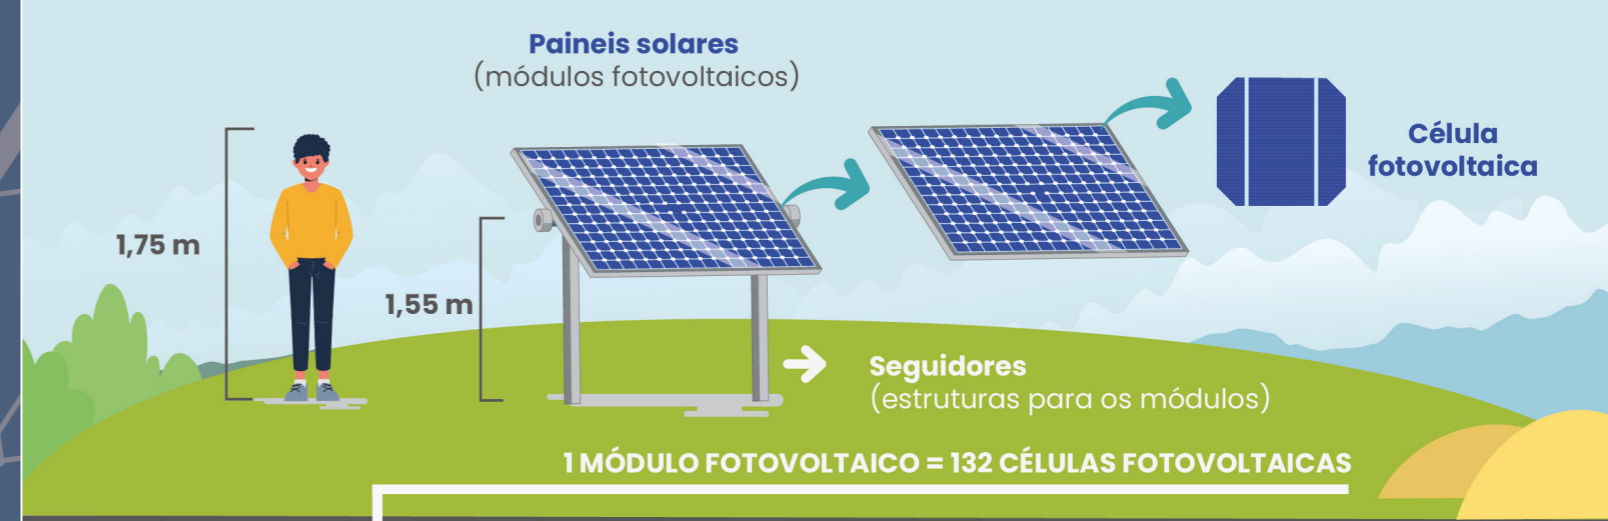 Paineis solares
(módulos fotovoltaicos)
Célula
fotovoltaica
1,75 m
1,55 m
Seguidores
(estruturas para os módulos)
1 MÓDULO FOTOVOLTAICO = 132 CÉLULAS FOTOVOLTAICAS